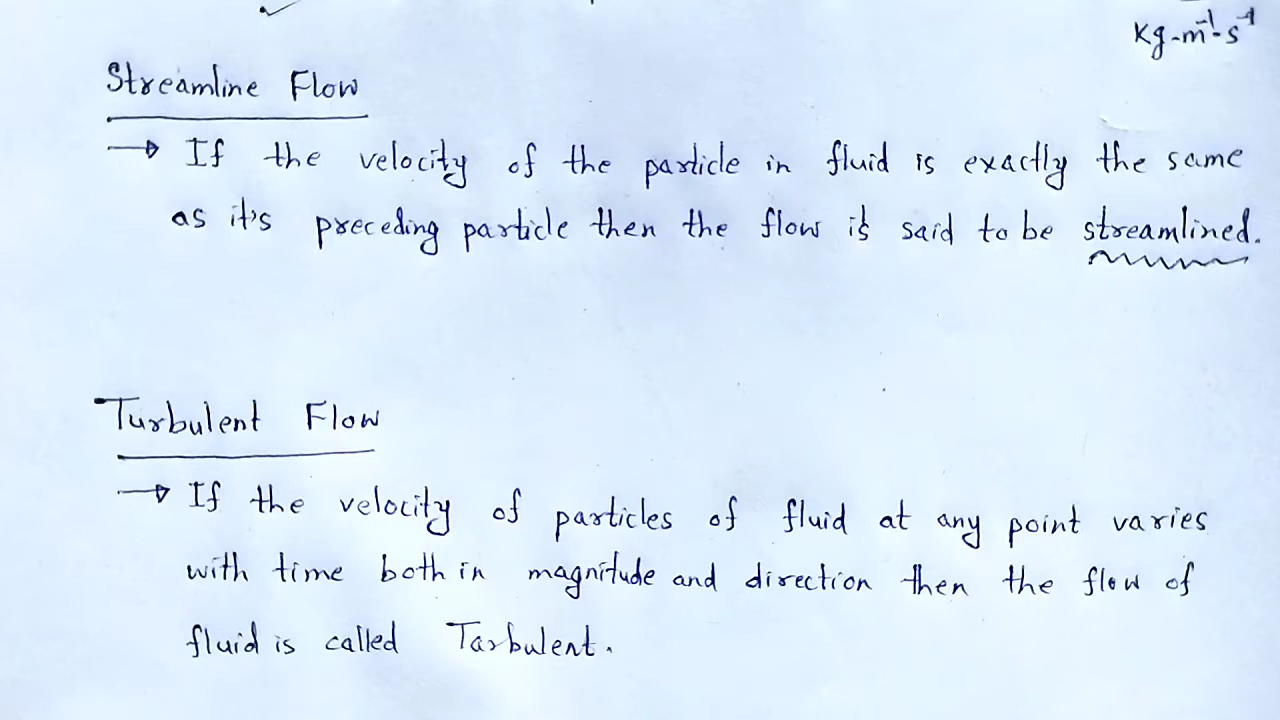 Kg-m⁻¹-s⁻¹
Streamline Flow
→ If the velocity of the particle in fluid is exactly the same
as it's preceding particle then the flow is said to be streamlined.
Turbulent Flow
→ If the velocity of particles of fluid at any point varies
with time both in magnitude and direction then the flow of
fluid is called Tarbulent.